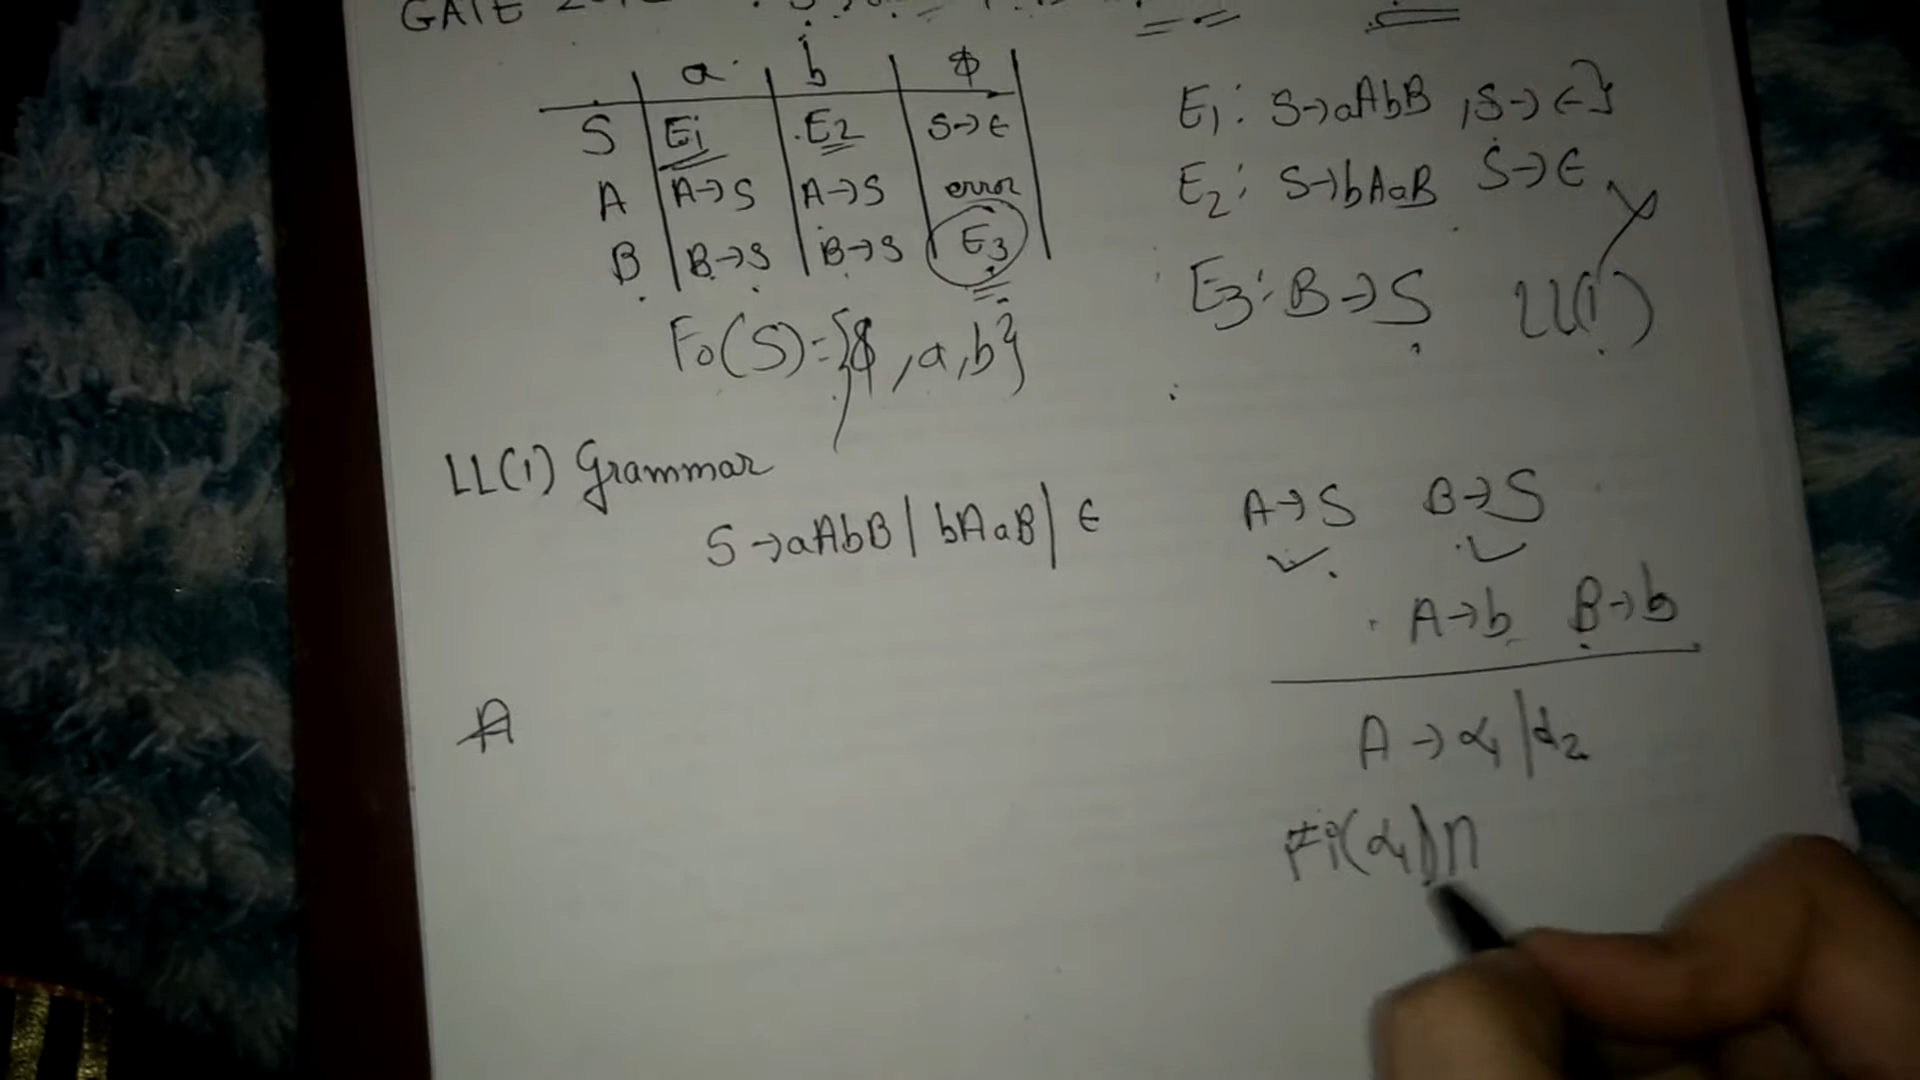 GATE
a b $
S E1 E2 S→ϵ
A A→S A→S error
B B→S B→S E3
E1: S→aAbB, S→ϵ}
E2: S→bAaB S→ϵ
E3: B→S LL(1)
Fo(S)={$,a,b}
LL(1) Grammar
S→aAbB|bAaB|ϵ
A→S B→S
A→b B→b
A
A→α1|α2
Fi(α1)∩